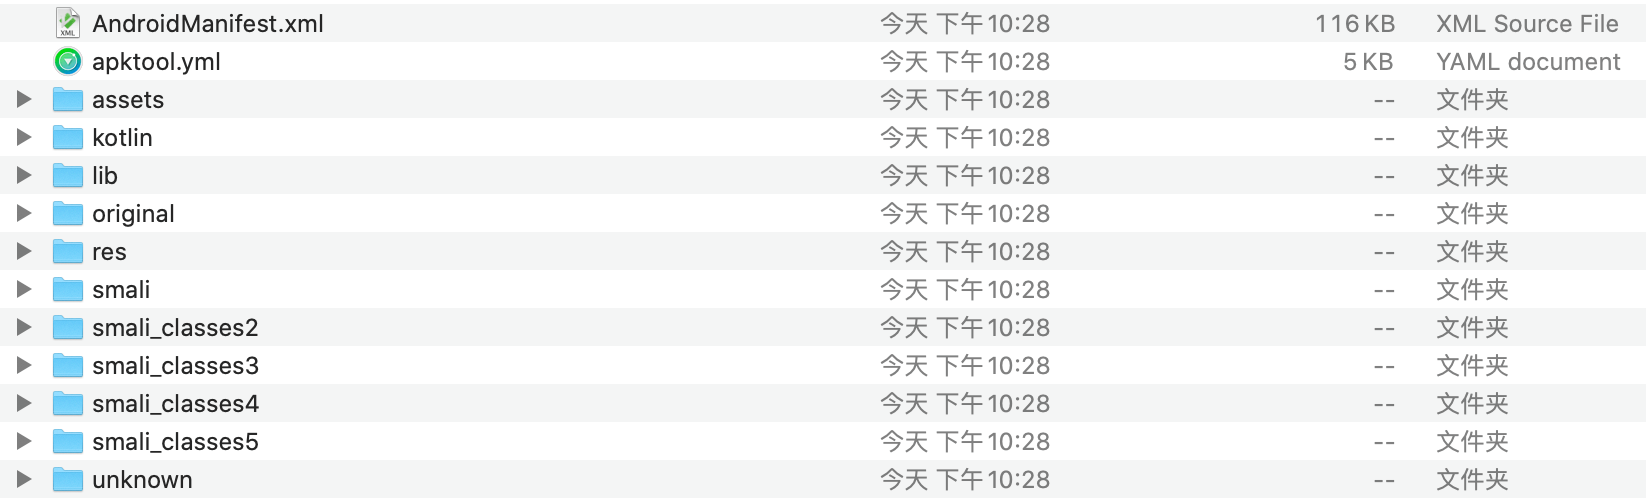 AndroidManifest.xml 今天 下午10:28 116 KB XML Source File
apktool.yml 今天 下午10:28 5 KB YAML document
assets 今天 下午10:28 -- 文件夹
kotlin 今天 下午10:28 -- 文件夹
lib 今天 下午10:28 -- 文件夹
original 今天 下午10:28 -- 文件夹
res 今天 下午10:28 -- 文件夹
smali 今天 下午10:28 -- 文件夹
smali_classes2 今天 下午10:28 -- 文件夹
smali_classes3 今天 下午10:28 -- 文件夹
smali_classes4 今天 下午10:28 -- 文件夹
smali_classes5 今天 下午10:28 -- 文件夹
unknown 今天 下午10:28 -- 文件夹